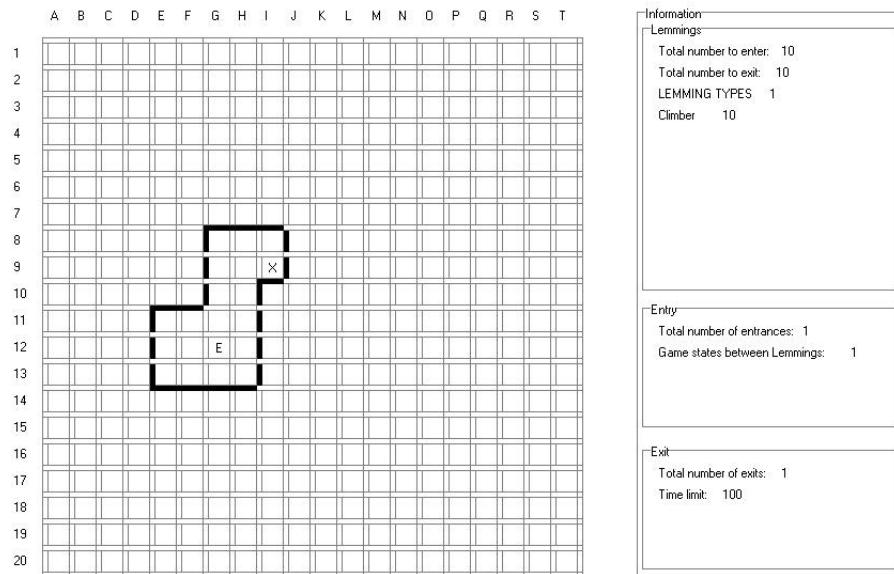 A B C D E F G H I J K L M N O P Q R S T
1
2
3
4
5
6
7
8
9 X
10
11
12 E
13
14
15
16
17
18
19
20
Information
Lemmings
Total number to enter: 10
Total number to exit: 10
LEMMING TYPES 1
Climber 10
Entry
Total number of entrances: 1
Game states between Lemmings: 1
Exit
Total number of exits: 1
Time limit: 100